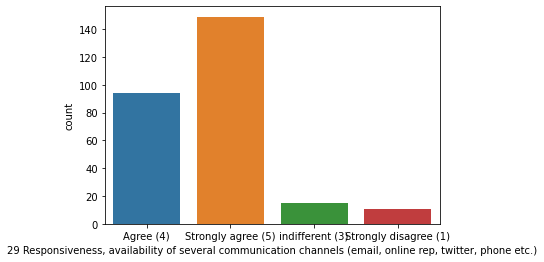 140
120
100
80
60
40
20
0
count
Agree (4) Strongly agree (5) indifferent (3) Strongly disagree (1)
29 Responsiveness, availability of several communication channels (email, online rep, twitter, phone etc.)